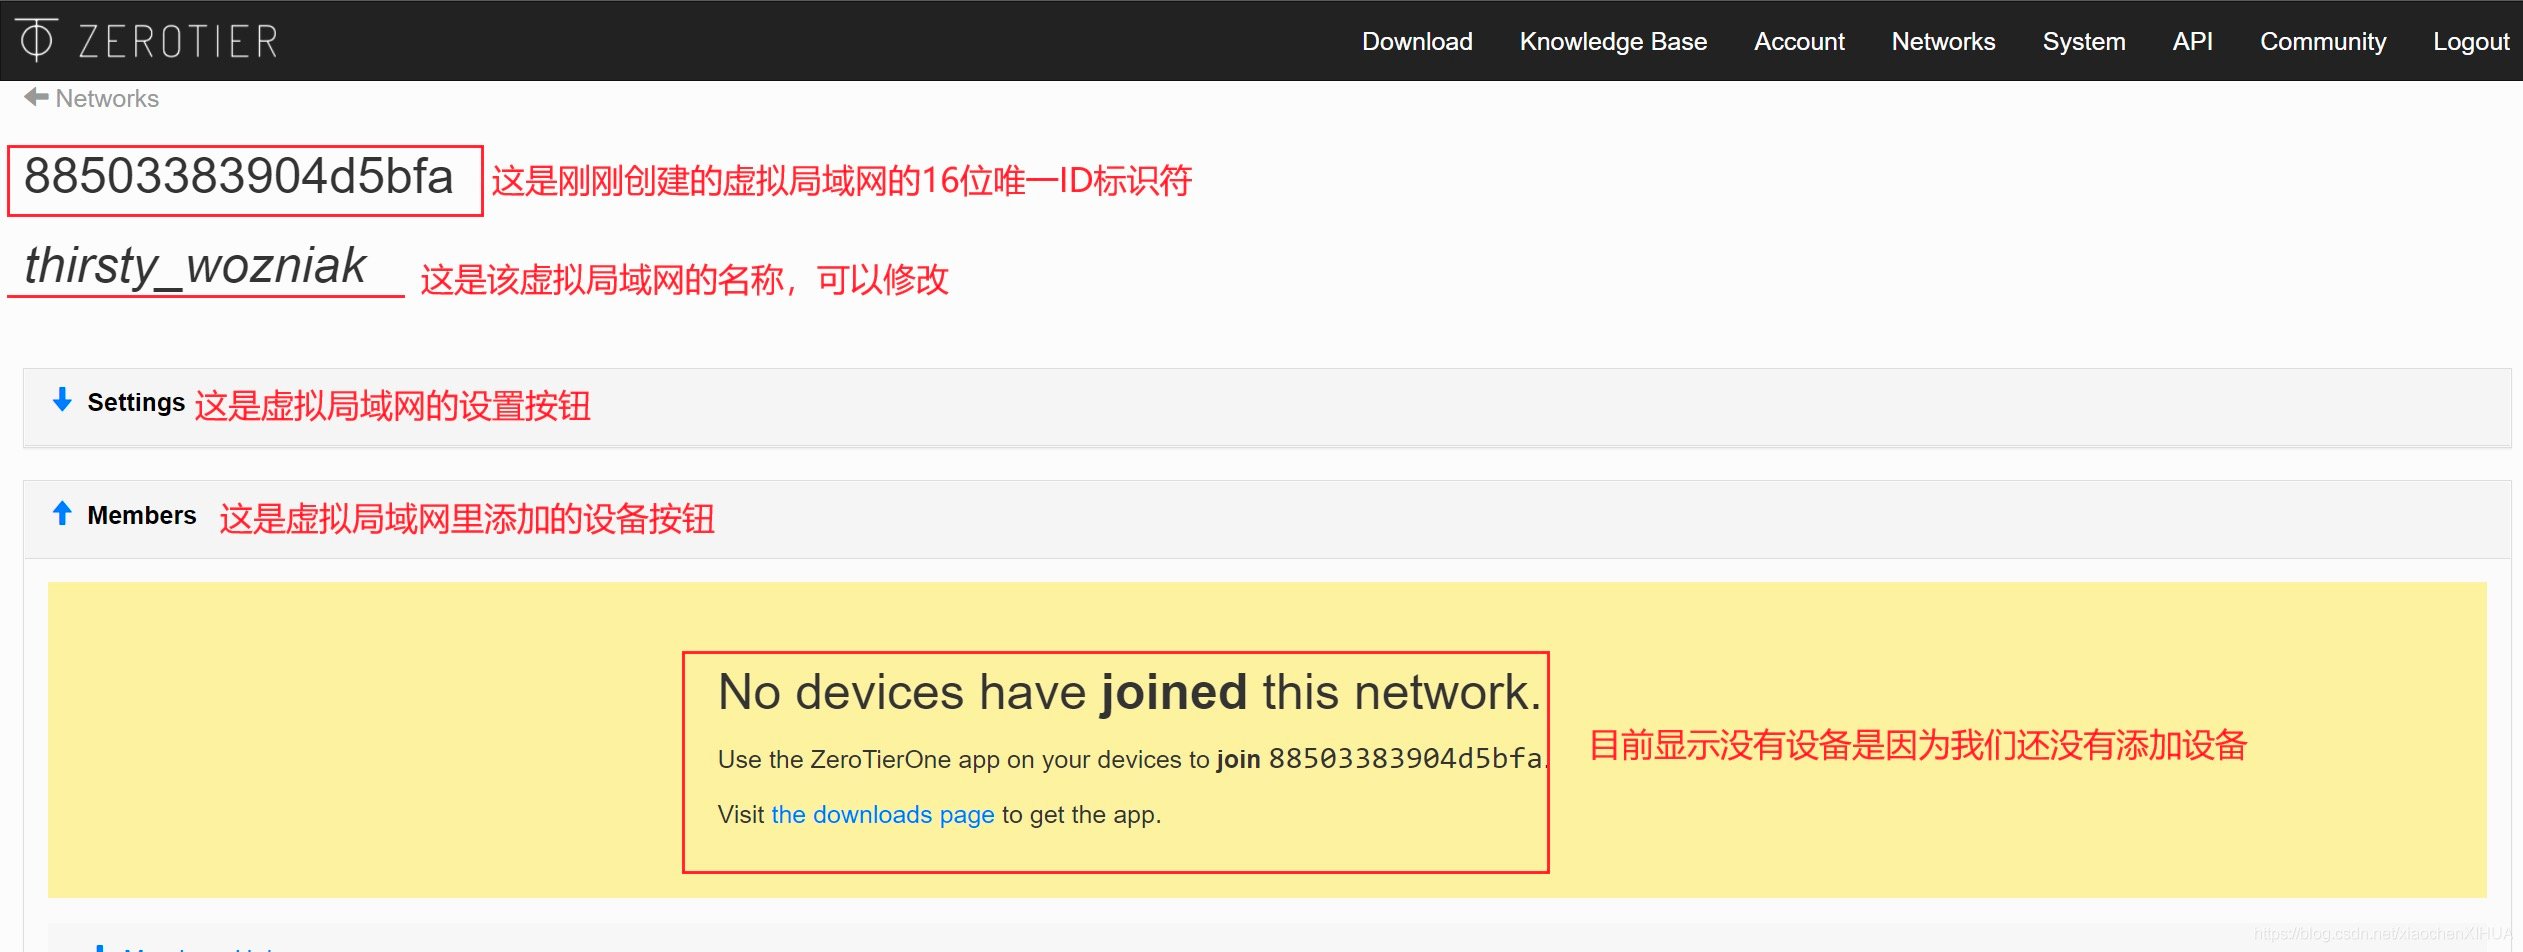 ZEROTIER Download Knowledge Base Account Networks System API Community Logout
Networks
88503383904d5bfa 这是刚刚创建的虚拟局域网的16位唯一ID标识符
thirsty_wozniak 这是该虚拟局域网的名称，可以修改
Settings 这是虚拟局域网的设置按钮
Members 这是虚拟局域网里添加的设备按钮
No devices have joined this network.
Use the ZeroTierOne app on your devices to join 88503383904d5bfa.
目前显示没有设备是因为我们还没有添加设备
Visit the downloads page to get the app.
https://blog.csdn.net/xiaochenXIHUA